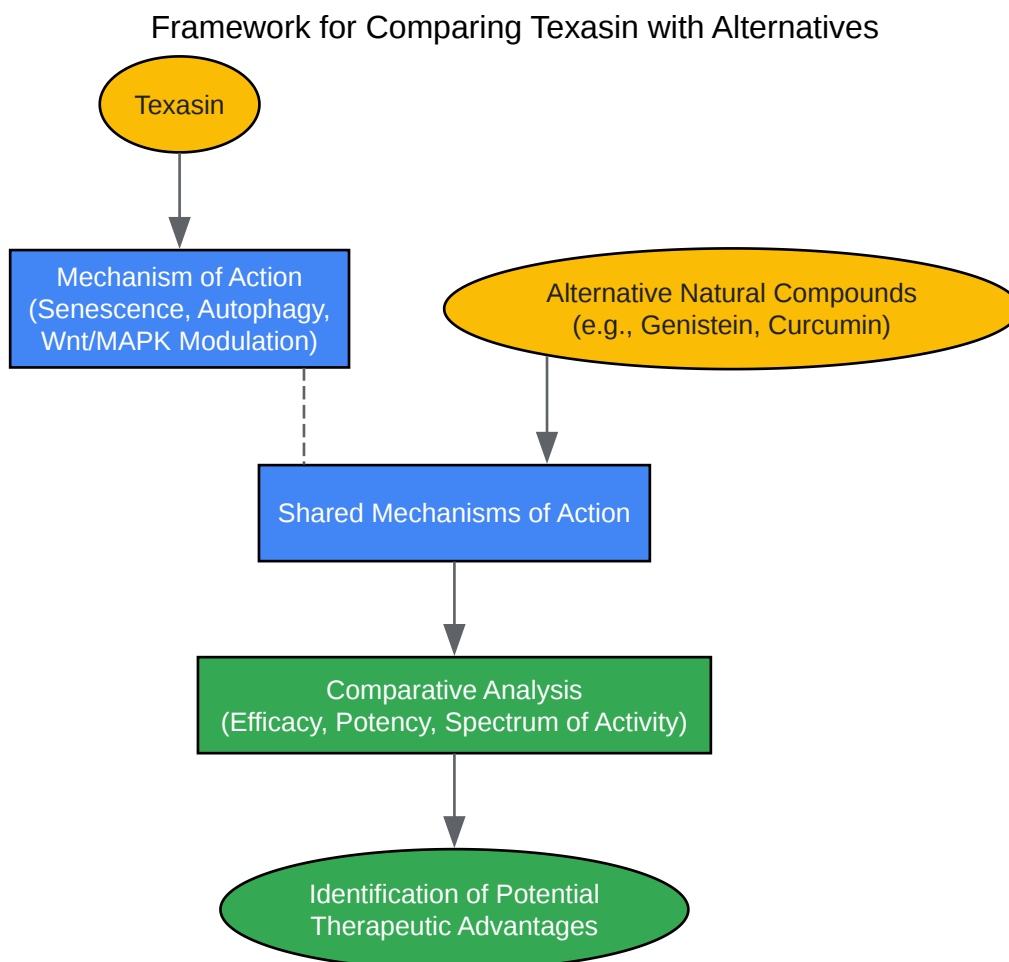 Framework for Comparing Texasin with Alternatives
Texasin
Mechanism of Action
(Senescence, Autophagy,
Wnt/MAPK Modulation)
Alternative Natural Compounds
(e.g., Genistein, Curcumin)
Shared Mechanisms of Action
Comparative Analysis
(Efficacy, Potency, Spectrum of Activity)
Identification of Potential
Therapeutic Advantages